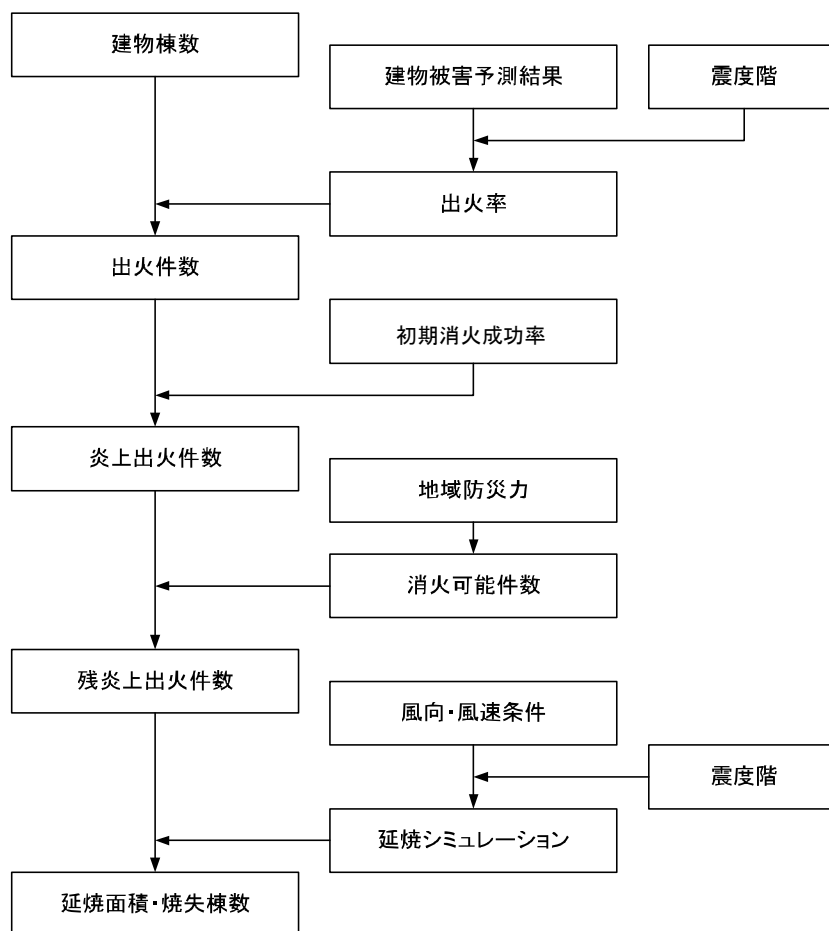 建物棟数
建物被害予測結果
震度階
出火率
出火件数
初期消火成功率
炎上出火件数
地域防災力
消火可能件数
残炎上出火件数
風向・風速条件
震度階
延焼シミュレーション
延焼面積・焼失棟数